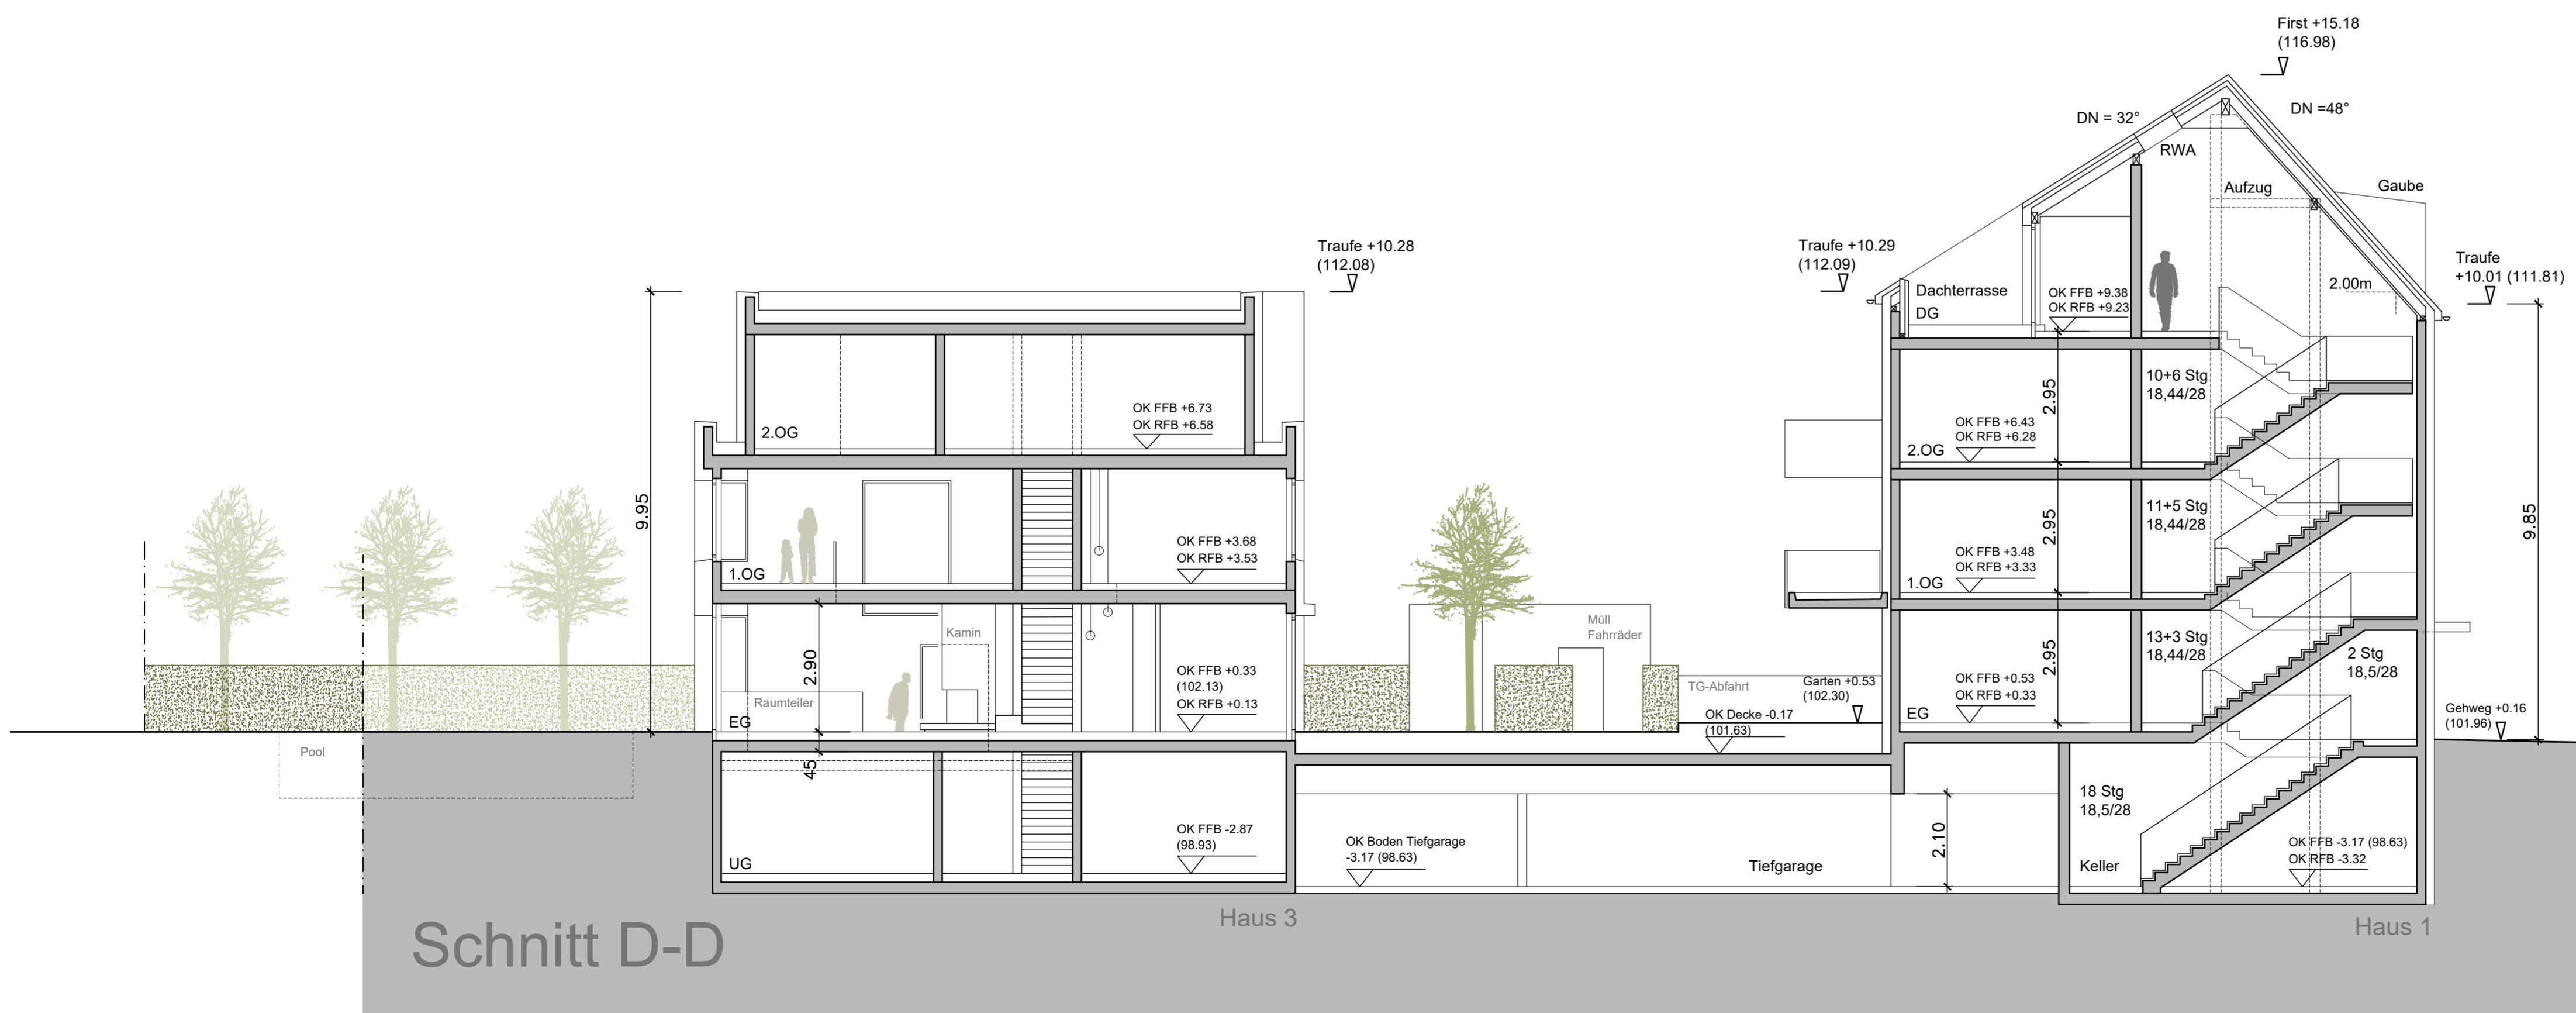 First +15.18
(116.98)
DN = 32°
DN =48°
RWA
Aufzug
Gaube
Traufe +10.28
(112.08)
Traufe +10.29
(112.09)
Traufe
+10.01 (111.81)
2.00m
Dachterrasse
DG
OK FFB +9.38
OK RFB +9.23
9.95
2.OG
OK FFB +6.73
OK RFB +6.58
2.95
10+6 Stg
18,44/28
OK FFB +6.43
OK RFB +6.28
2.OG
1.OG
OK FFB +3.68
OK RFB +3.53
2.95
11+5 Stg
18,44/28
9.85
OK FFB +3.48
OK RFB +3.33
1.OG
Kamin
2.90
Raumteiler
EG
OK FFB +0.33
(102.13)
OK RFB +0.13
Müll
Fahrräder
TG-Abfahrt
Garten +0.53
(102.30)
OK Decke -0.17
(101.63)
2.95
13+3 Stg
18,44/28
2 Stg
18,5/28
OK FFB +0.53
OK RFB +0.33
EG
Gehweg +0.16
(101.96)
Pool
45
UG
OK FFB -2.87
(98.93)
OK Boden Tiefgarage
-3.17 (98.63)
Tiefgarage
2.10
18 Stg
18,5/28
Keller
OK FFB -3.17 (98.63)
OK RFB -3.32
Schnitt D-D
Haus 3
Haus 1